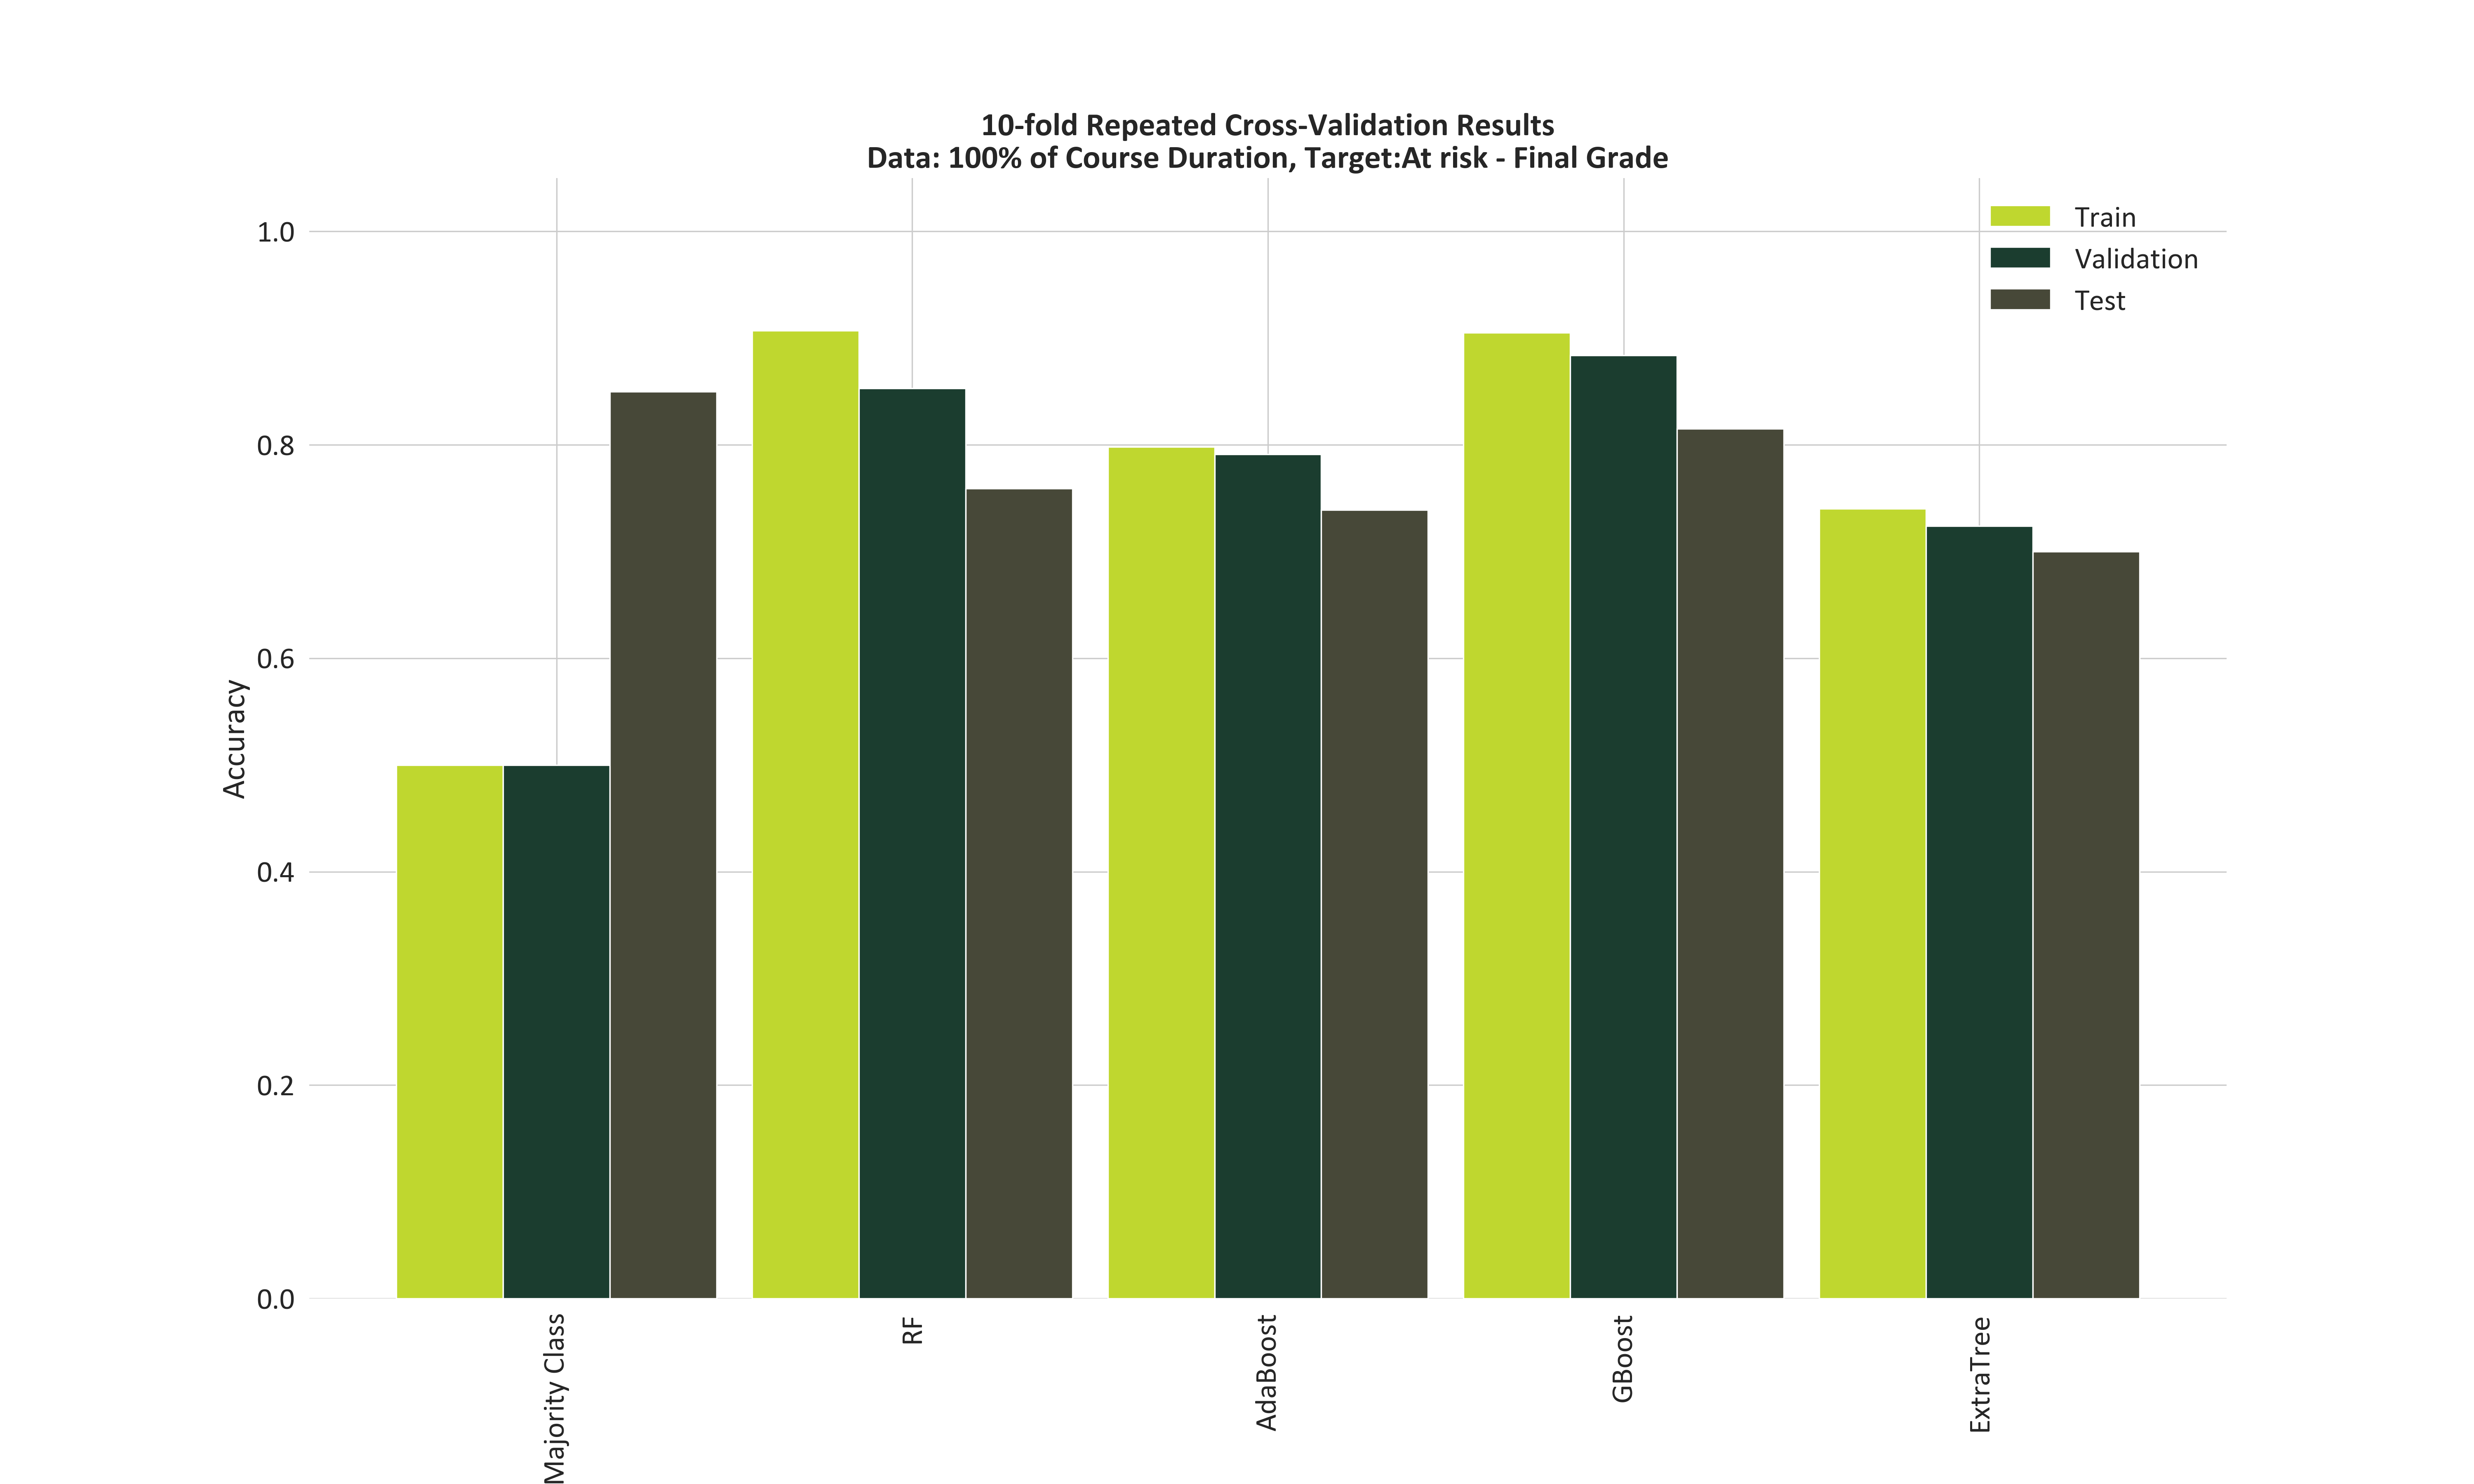 10-fold Repeated Cross-Validation Results
Data: 100% of Course Duration, Target:At risk - Final Grade
Train
Validation
Test
1.0
0.8
0.6
0.4
0.2
0.0
Accuracy
Majority Class
RF
AdaBoost
GBoost
ExtraTree